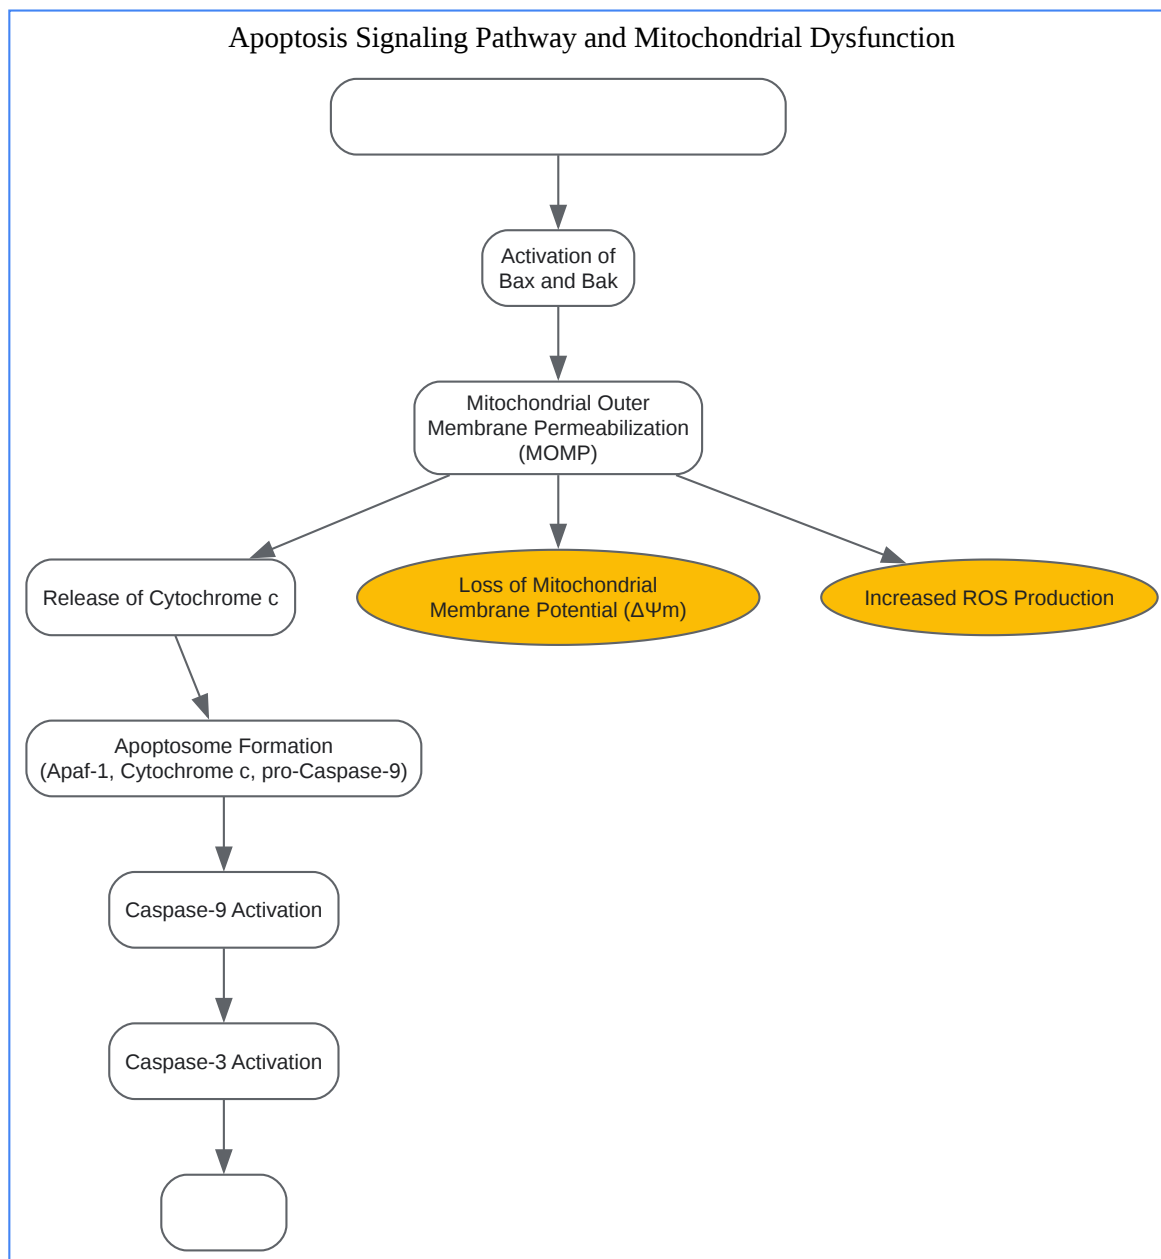 Apoptosis Signaling Pathway and Mitochondrial Dysfunction
Activation of
Bax and Bak
Mitochondrial Outer
Membrane Permeabilization
(MOMP)
Release of Cytochrome c
Loss of Mitochondrial
Membrane Potential (ΔΨm)
Increased ROS Production
Apoptosome Formation
(Apaf-1, Cytochrome c, pro-Caspase-9)
Caspase-9 Activation
Caspase-3 Activation